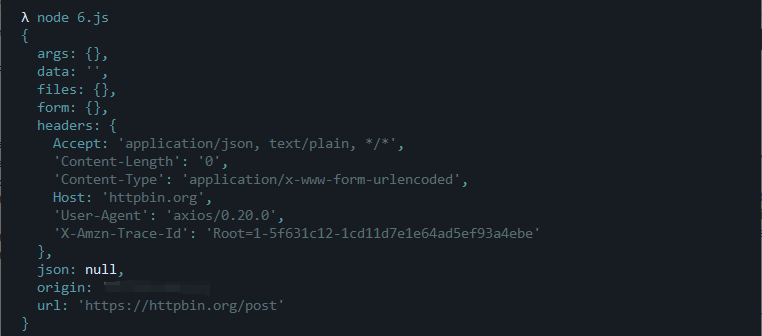 λ node 6.js
{
  args: {},
  data: '',
  files: {},
  form: {},
  headers: {
    Accept: 'application/json, text/plain, */*',
    'Content-Length': '0',
    'Content-Type': 'application/x-www-form-urlencoded',
    Host: 'httpbin.org',
    'User-Agent': 'axios/0.20.0',
    'X-Amzn-Trace-Id': 'Root=1-5f631c12-1cd11d7e1e64ad5ef93a4ebe'
  },
  json: null,
  origin:
  url: 'https://httpbin.org/post'
}